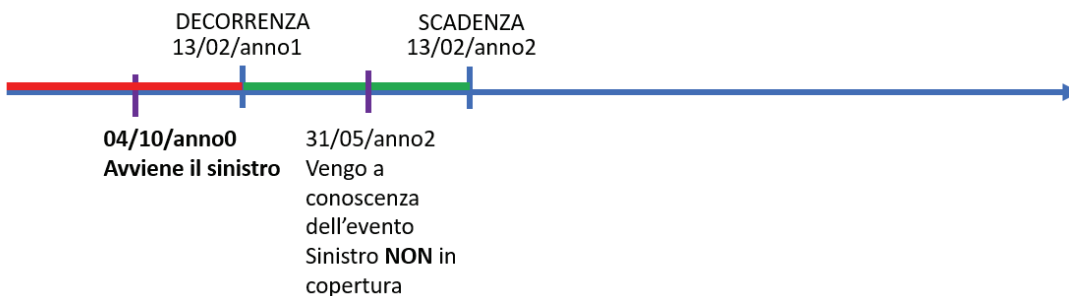 DECORRENZA
13/02/anno1
SCADENZA
13/02/anno2
04/10/anno0
Avviene il sinistro
31/05/anno2
Vengo a
conoscenza
dell’evento
Sinistro NON in
copertura